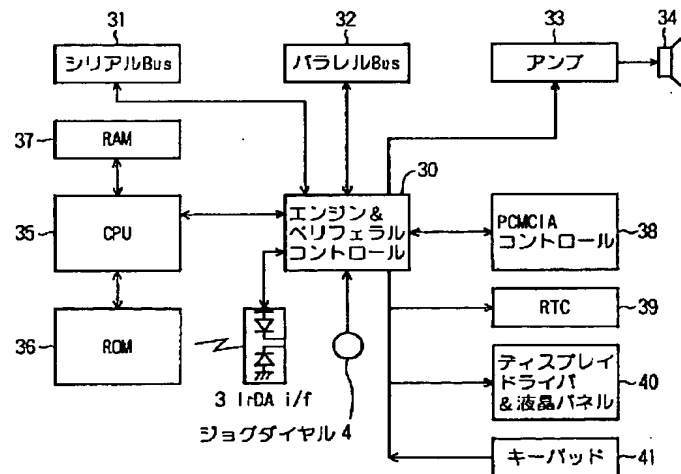 31
32
33
34
シリアルBus
パラレルBus
アンプ
37
RAM
30
35
CPU
エンジン&
ペリフェラル
コントロール
PCMCIA
コントロール
38
RTC
39
36
ROM
ディスプレイ
ドライバ
&液晶パネル
40
3 IrDA i/f
ジョグダイヤル4
キーパッド
41